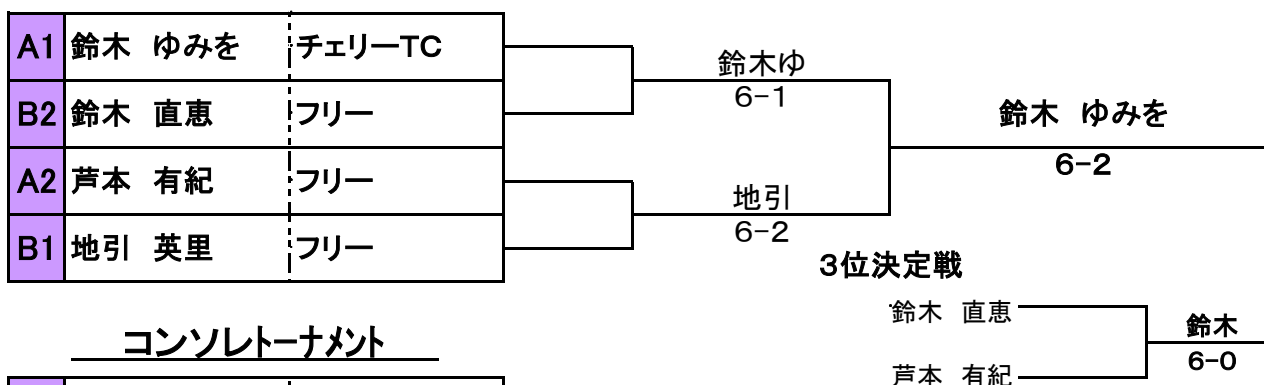 A1 鈴木 ゆみを チェリーTC
鈴木ゆ
6-1
B2 鈴木 直恵 フリー
鈴木 ゆみを
6-2
A2 芦本 有紀 フリー
地引
6-2
B1 地引 英里 フリー
3位決定戦
鈴木 直恵
鈴木
6-0
芦本 有紀
コンソレトーナメント